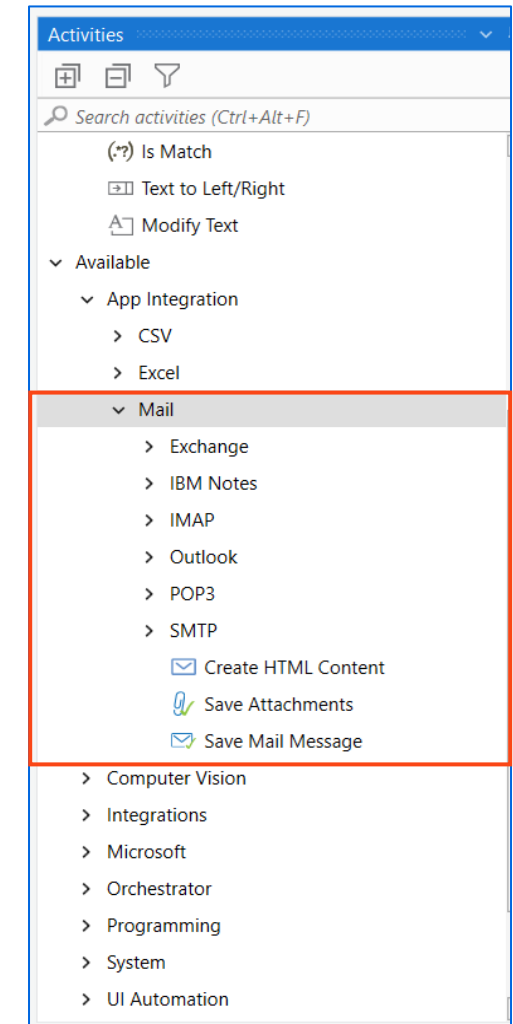 Activities
Search activities (Ctrl+Alt+F)
(.*?) Is Match
Text to Left/Right
A Modify Text
Available
App Integration
CSV
Excel
Mail
Exchange
IBM Notes
IMAP
Outlook
POP3
SMTP
Create HTML Content
Save Attachments
Save Mail Message
Computer Vision
Integrations
Microsoft
Orchestrator
Programming
System
UI Automation